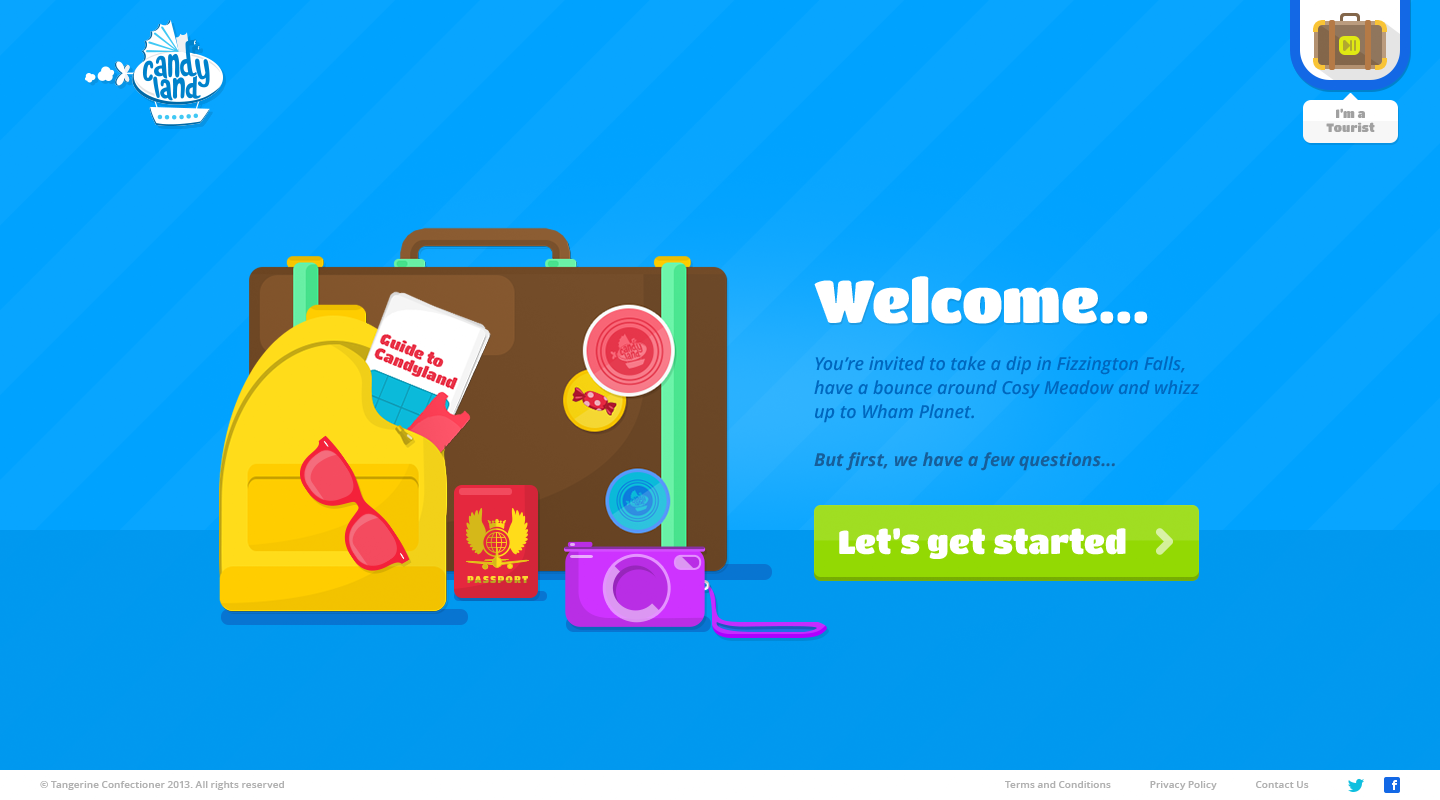 candy
land
I'm a
Tourist
Guide to
Candyland
candy
land
PASSPORT
Welcome...
You're invited to take a dip in Fizzington Falls,
have a bounce around Cosy Meadow and whizz
up to Wham Planet.
But first, we have a few questions...
Let's get started
© Tangerine Confectioner 2013. All rights reserved
Terms and Conditions
Privacy Policy
Contact Us